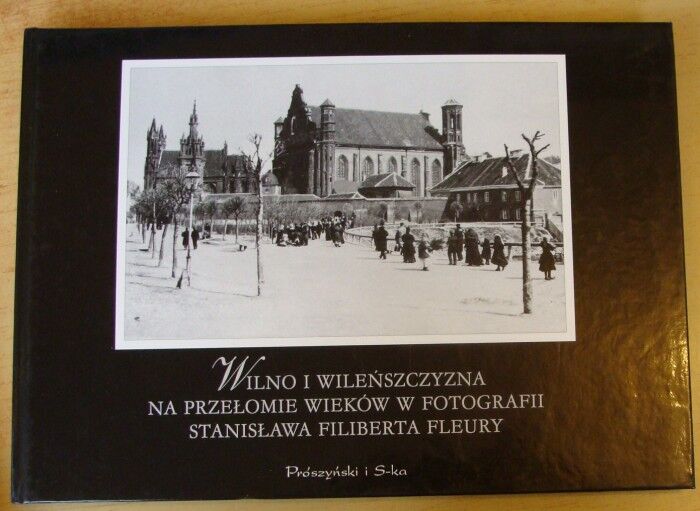 WILNO I WILEŃSZCZYZNA
NA PRZEŁOMIE WIEKÓW W FOTOGRAFII
STANISŁAWA FILIBERTA FLEURY
Prószyński i S-ka